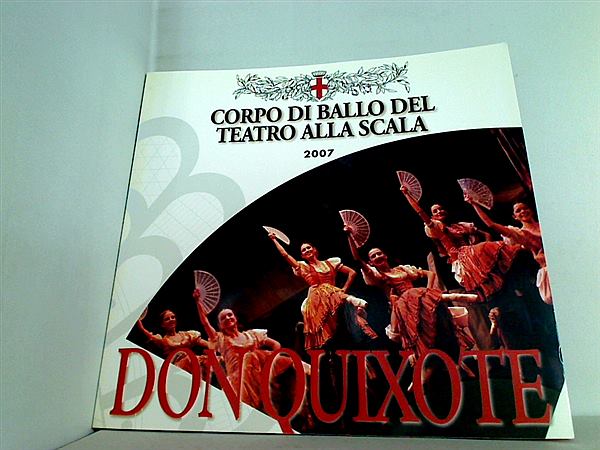 CORPO DI BALLO DEL
TEATRO ALLA SCALA
2007
DON QUIXOTE